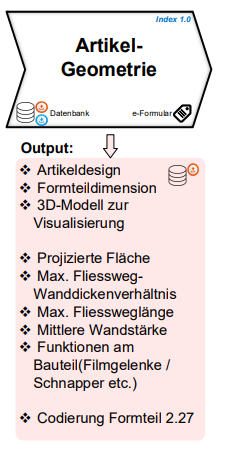 Index 1.0
Artikel-
Geometrie
Datenbank
e-Formular
Output:
❖ Artikeldesign
❖ Formteildimension
❖ 3D-Modell zur
Visualisierung
❖ Projizierte Fläche
❖ Max. Fliessweg-
Wanddickenverhältnis
❖ Max. Fliessweglänge
❖ Mittlere Wandstärke
❖ Funktionen am
Bauteil(Filmgelenke /
Schnapper etc.)
❖ Codierung Formteil 2.27